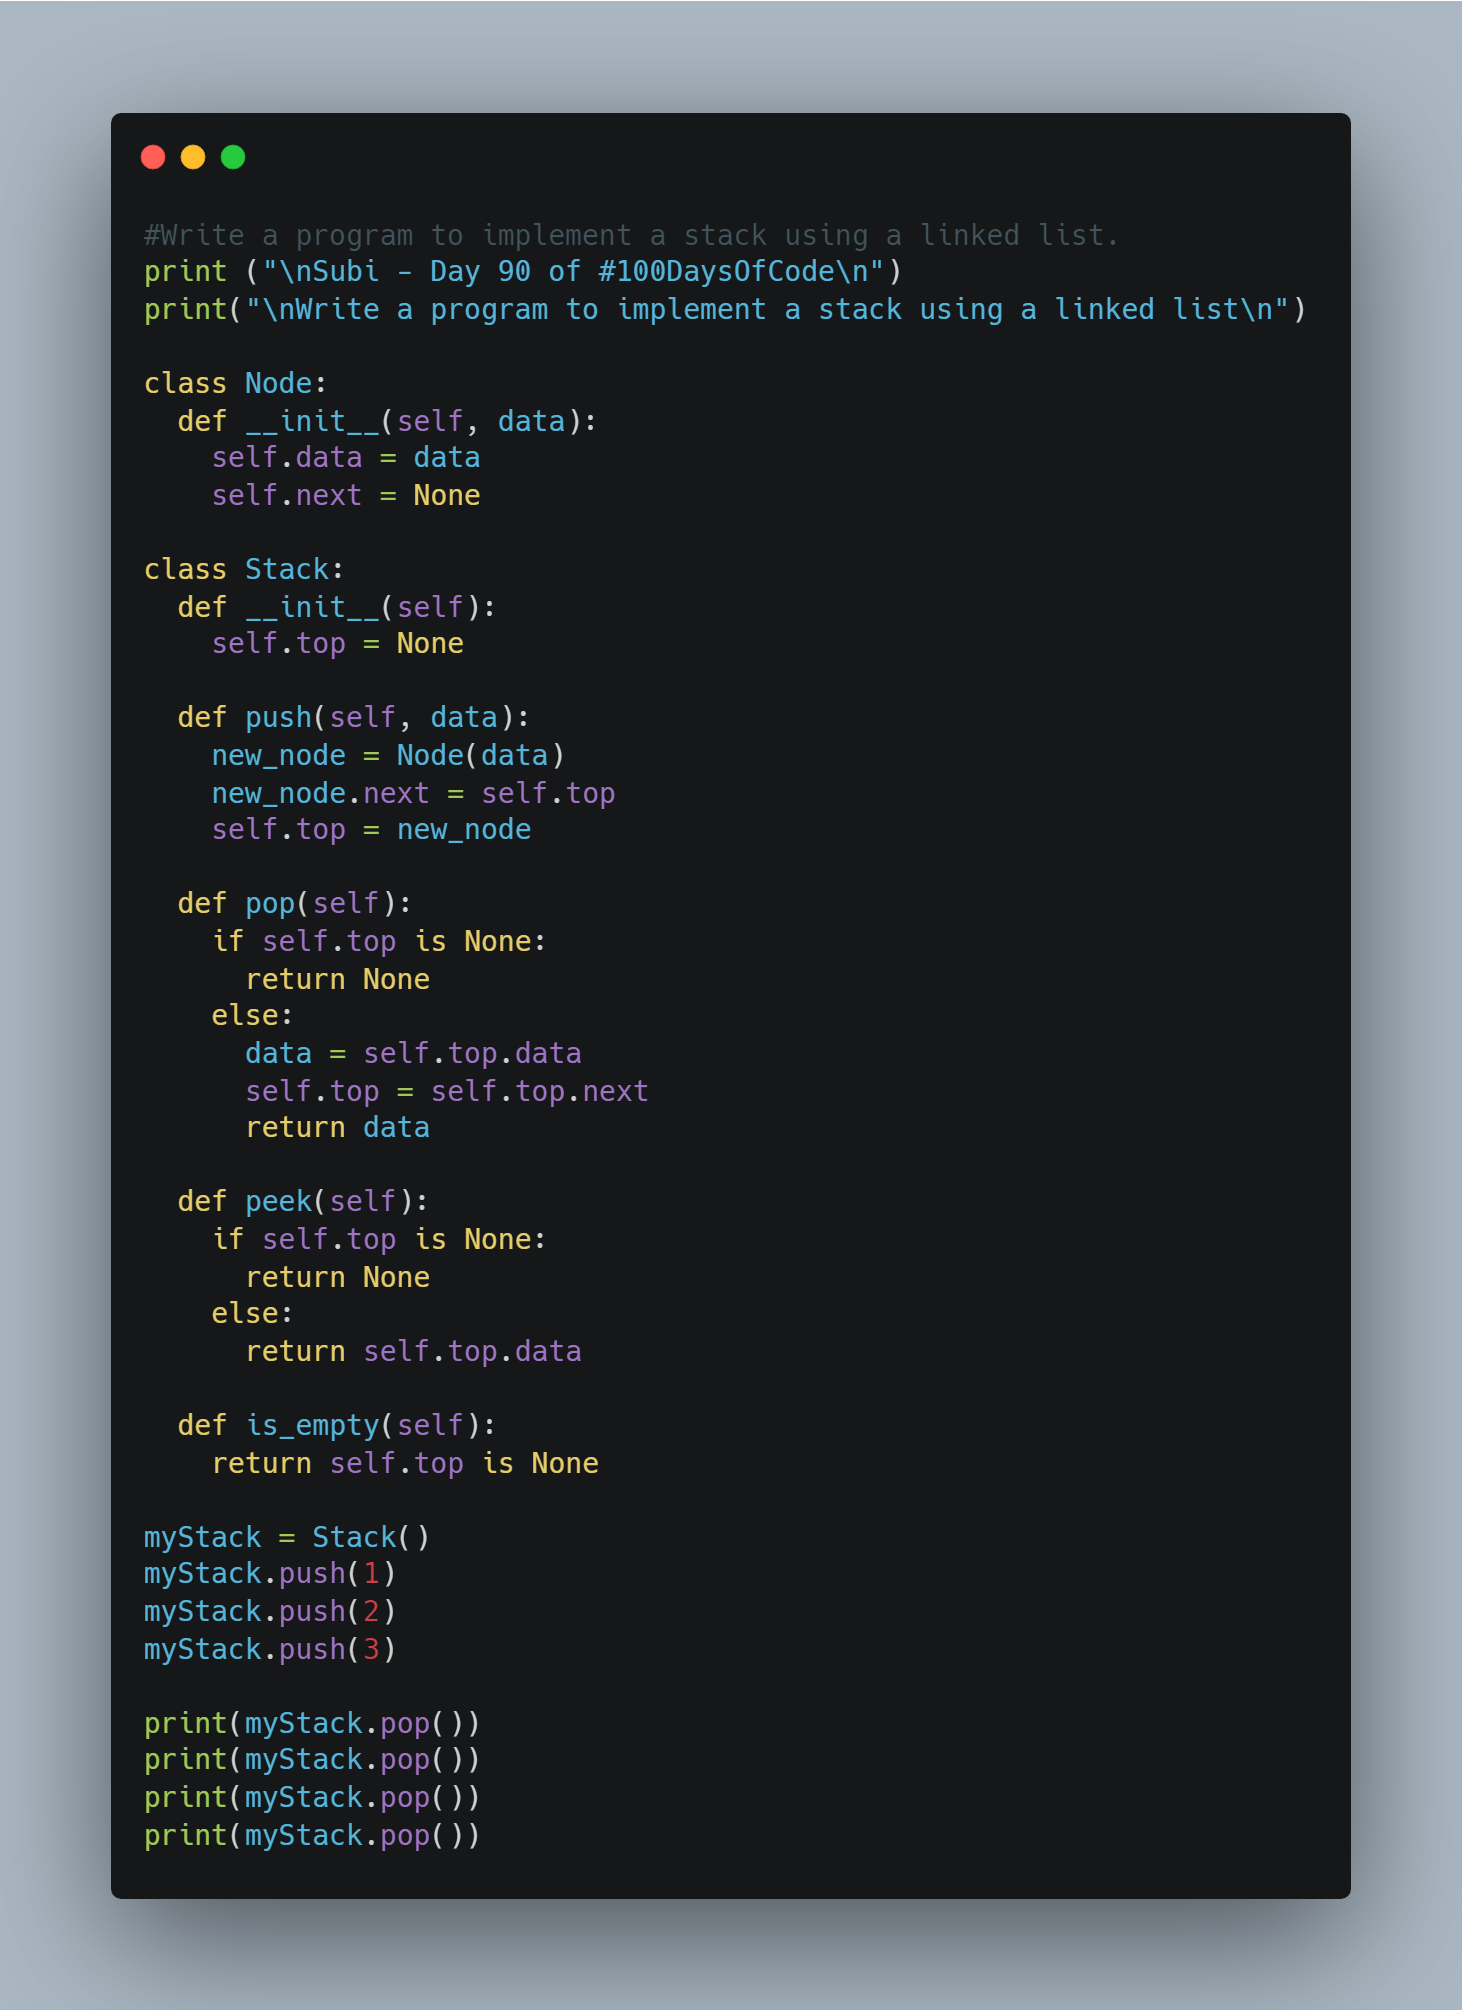 #Write a program to implement a stack using a linked list.
print ("\nSubi - Day 90 of #100DaysOfCode\n")
print("\nWrite a program to implement a stack using a linked list\n")

class Node:
  def __init__(self, data):
    self.data = data
    self.next = None

class Stack:
  def __init__(self):
    self.top = None

  def push(self, data):
    new_node = Node(data)
    new_node.next = self.top
    self.top = new_node

  def pop(self):
    if self.top is None:
      return None
    else:
      data = self.top.data
      self.top = self.top.next
      return data

  def peek(self):
    if self.top is None:
      return None
    else:
      return self.top.data

  def is_empty(self):
    return self.top is None

myStack = Stack()
myStack.push(1)
myStack.push(2)
myStack.push(3)

print(myStack.pop())
print(myStack.pop())
print(myStack.pop())
print(myStack.pop())